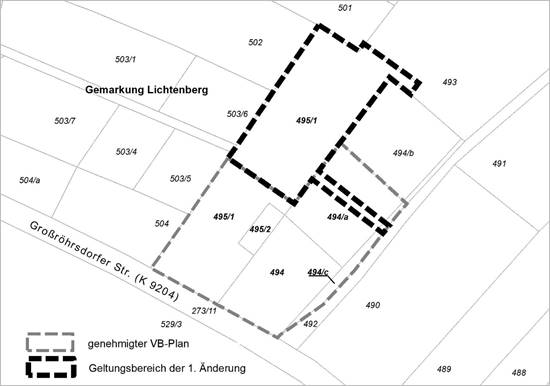 501
502
503/1
493
Gemarkung Lichtenberg
503/6
495/1
503/7
503/4
494/b
491
503/5
504/a
495/1
494/a
504
495/2
Großröhrsdorfer Str. (K 9204)
494
494/c
273/11
490
529/3
492
genehmigter VB-Plan
Geltungsbereich der 1. Änderung
489
488